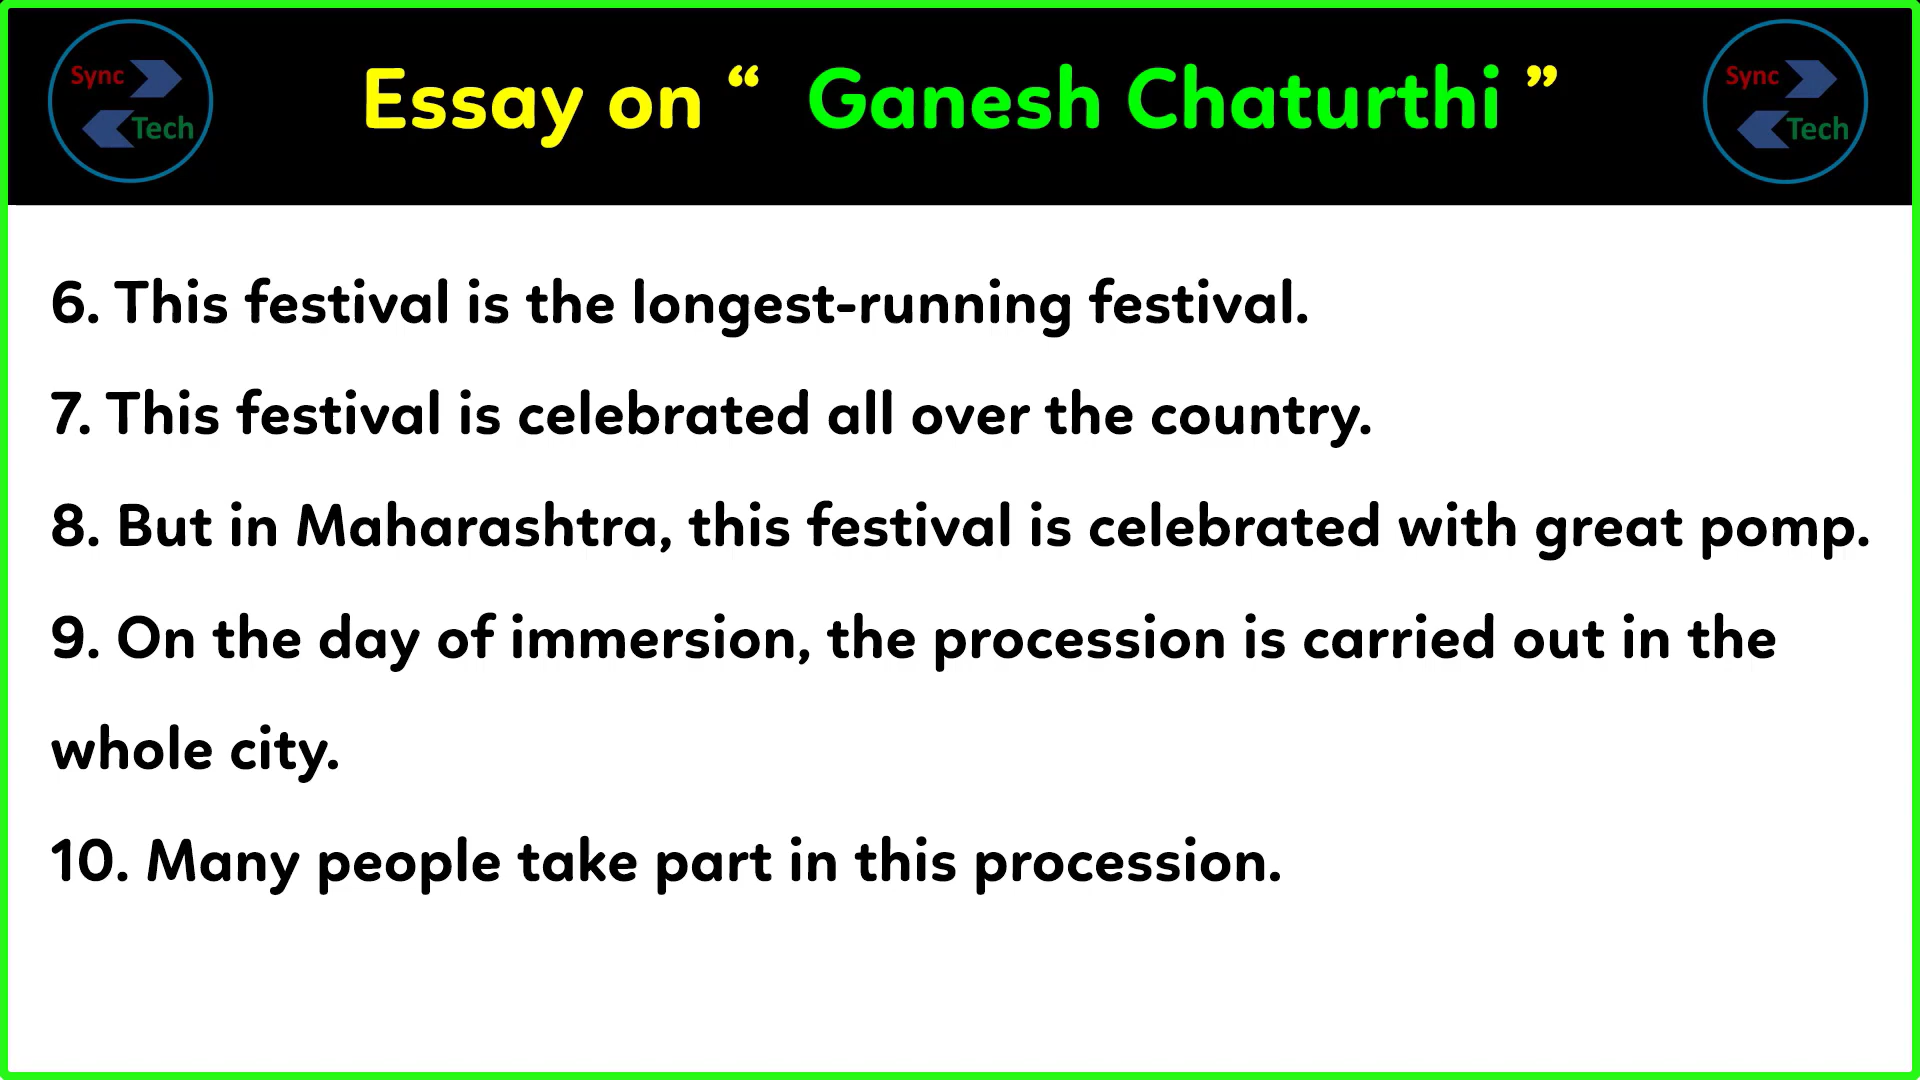 Sync
Tech
Essay on “ Ganesh Chaturthi ”
Sync
Tech
6. This festival is the longest-running festival.
7. This festival is celebrated all over the country.
8. But in Maharashtra, this festival is celebrated with great pomp.
9. On the day of immersion, the procession is carried out in the
whole city.
10. Many people take part in this procession.